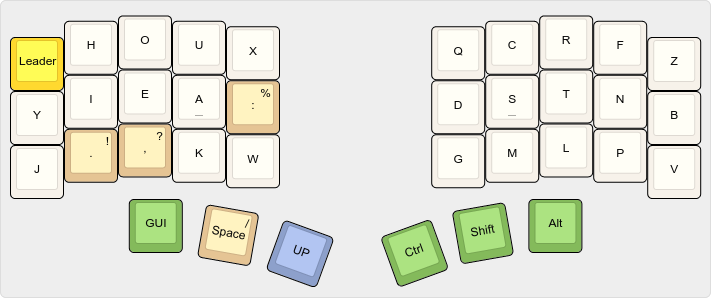 Leader H O U X Q C R F Z
Y I E A _ % : D S _ T N B
J ! . ? , K W G M L P V
GUI / Space UP Ctrl Shift Alt